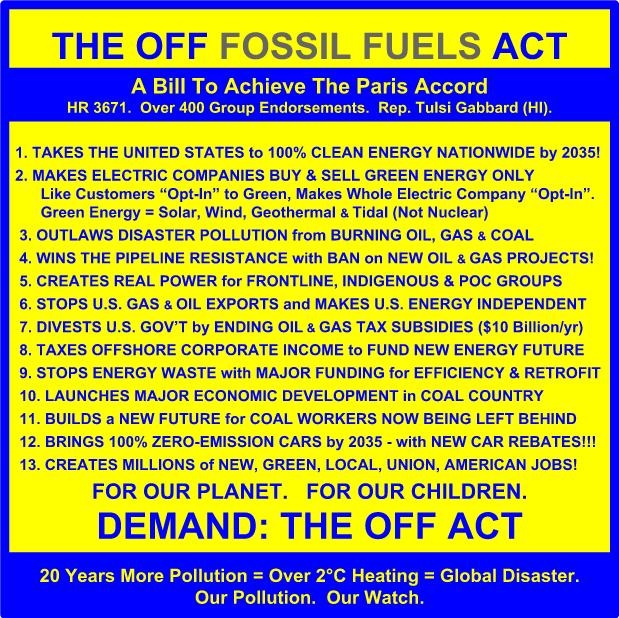 THE OFF FOSSIL FUELS ACT
A Bill To Achieve The Paris Accord
HR 3671. Over 400 Group Endorsements. Rep. Tulsi Gabbard (HI).
1. TAKES THE UNITED STATES to 100% CLEAN ENERGY NATIONWIDE by 2035!
2. MAKES ELECTRIC COMPANIES BUY & SELL GREEN ENERGY ONLY
Like Customers “Opt-In” to Green, Makes Whole Electric Company “Opt-In”.
Green Energy = Solar, Wind, Geothermal & Tidal (Not Nuclear)
3. OUTLAWS DISASTER POLLUTION from BURNING OIL, GAS & COAL
4. WINS THE PIPELINE RESISTANCE with BAN on NEW OIL & GAS PROJECTS!
5. CREATES REAL POWER for FRONTLINE, INDIGENOUS & POC GROUPS
6. STOPS U.S. GAS & OIL EXPORTS and MAKES U.S. ENERGY INDEPENDENT
7. DIVESTS U.S. GOV’T by ENDING OIL & GAS TAX SUBSIDIES ($10 Billion/yr)
8. TAXES OFFSHORE CORPORATE INCOME to FUND NEW ENERGY FUTURE
9. STOPS ENERGY WASTE with MAJOR FUNDING for EFFICIENCY & RETROFIT
10. LAUNCHES MAJOR ECONOMIC DEVELOPMENT in COAL COUNTRY
11. BUILDS a NEW FUTURE for COAL WORKERS NOW BEING LEFT BEHIND
12. BRINGS 100% ZERO-EMISSION CARS by 2035 - with NEW CAR REBATES!!!
13. CREATES MILLIONS of NEW, GREEN, LOCAL, UNION, AMERICAN JOBS!
FOR OUR PLANET. FOR OUR CHILDREN.
DEMAND: THE OFF ACT
20 Years More Pollution = Over 2°C Heating = Global Disaster.
Our Pollution. Our Watch.